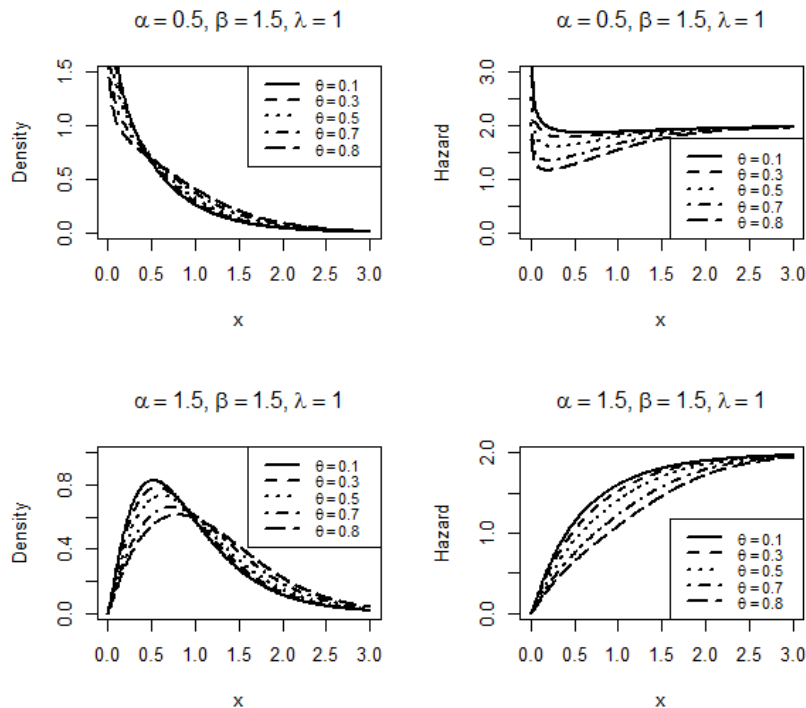 α = 0.5, β = 1.5, λ = 1
Density
1.5
1.0
0.5
0.0
θ = 0.1
θ = 0.3
θ = 0.5
θ = 0.7
θ = 0.8
0.0 0.5 1.0 1.5 2.0 2.5 3.0
x
α = 0.5, β = 1.5, λ = 1
Hazard
3.0
2.0
1.0
0.0
θ = 0.1
θ = 0.3
θ = 0.5
θ = 0.7
θ = 0.8
0.0 0.5 1.0 1.5 2.0 2.5 3.0
x
α = 1.5, β = 1.5, λ = 1
Density
0.8
0.4
0.0
θ = 0.1
θ = 0.3
θ = 0.5
θ = 0.7
θ = 0.8
0.0 0.5 1.0 1.5 2.0 2.5 3.0
x
α = 1.5, β = 1.5, λ = 1
Hazard
2.0
1.0
0.0
θ = 0.1
θ = 0.3
θ = 0.5
θ = 0.7
θ = 0.8
0.0 0.5 1.0 1.5 2.0 2.5 3.0
x